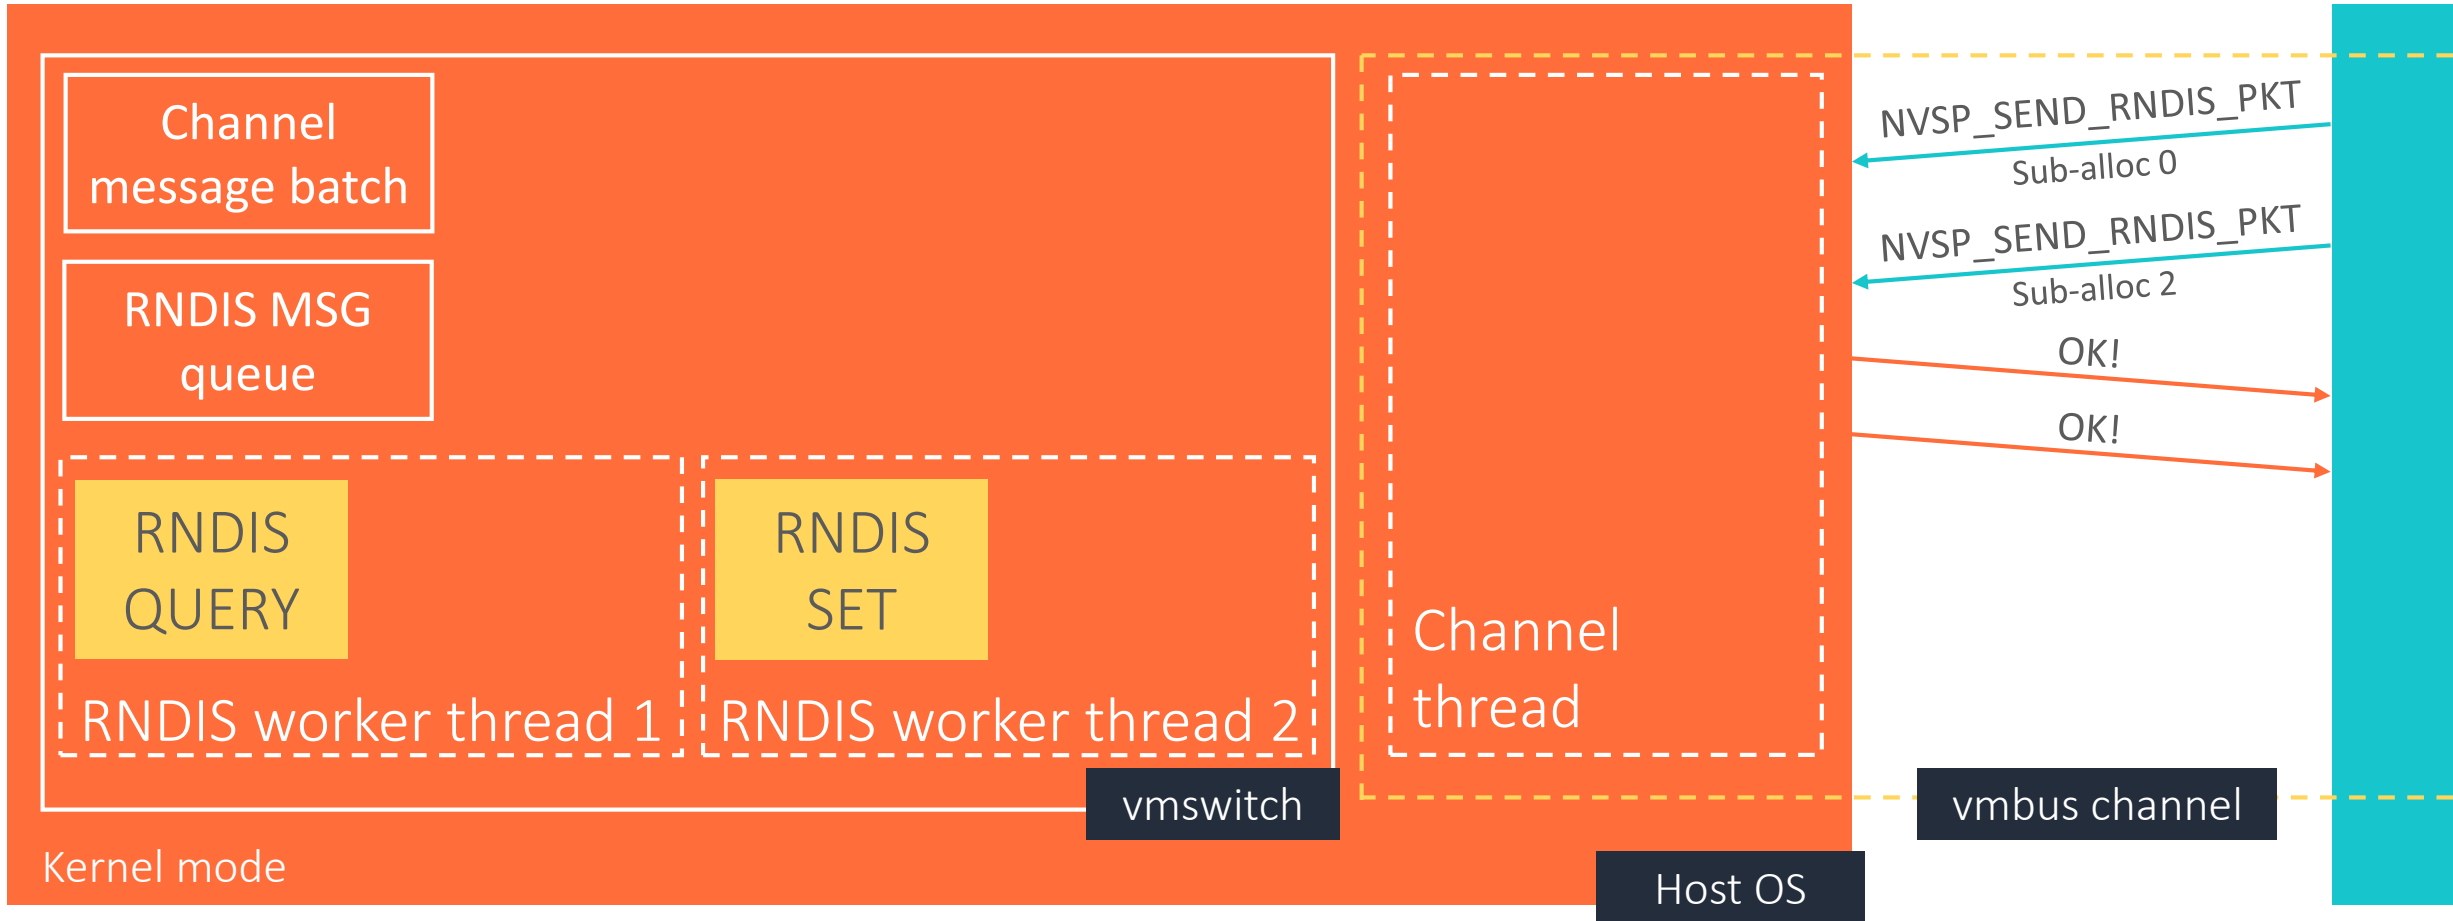 Channel
message batch
RNDIS MSG
queue
RNDIS
QUERY
RNDIS worker thread 1
RNDIS
SET
RNDIS worker thread 2
vmswitch
Kernel mode
Channel
thread
Host OS
NVSP_SEND_RNDIS_PKT
Sub-alloc 0
NVSP_SEND_RNDIS_PKT
Sub-alloc 2
OK!
OK!
vmbus channel